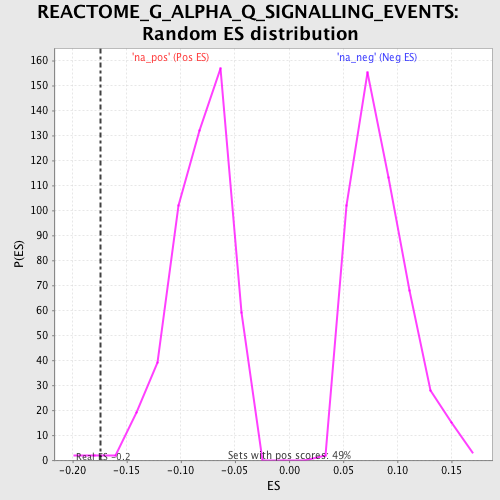 REACTOME_G_ALPHA_Q_SIGNALLING_EVENTS:
Random ES distribution
'na_pos' (Pos ES)
'na_neg' (Neg ES)
160
150
140
130
120
110
100
90
80
70
60
50
40
30
20
10
0
P(ES)
Real ES -0.2
Sets with pos scores: 49%
-0.20 -0.15 -0.10 -0.05 0.00 0.05 0.10 0.15
ES